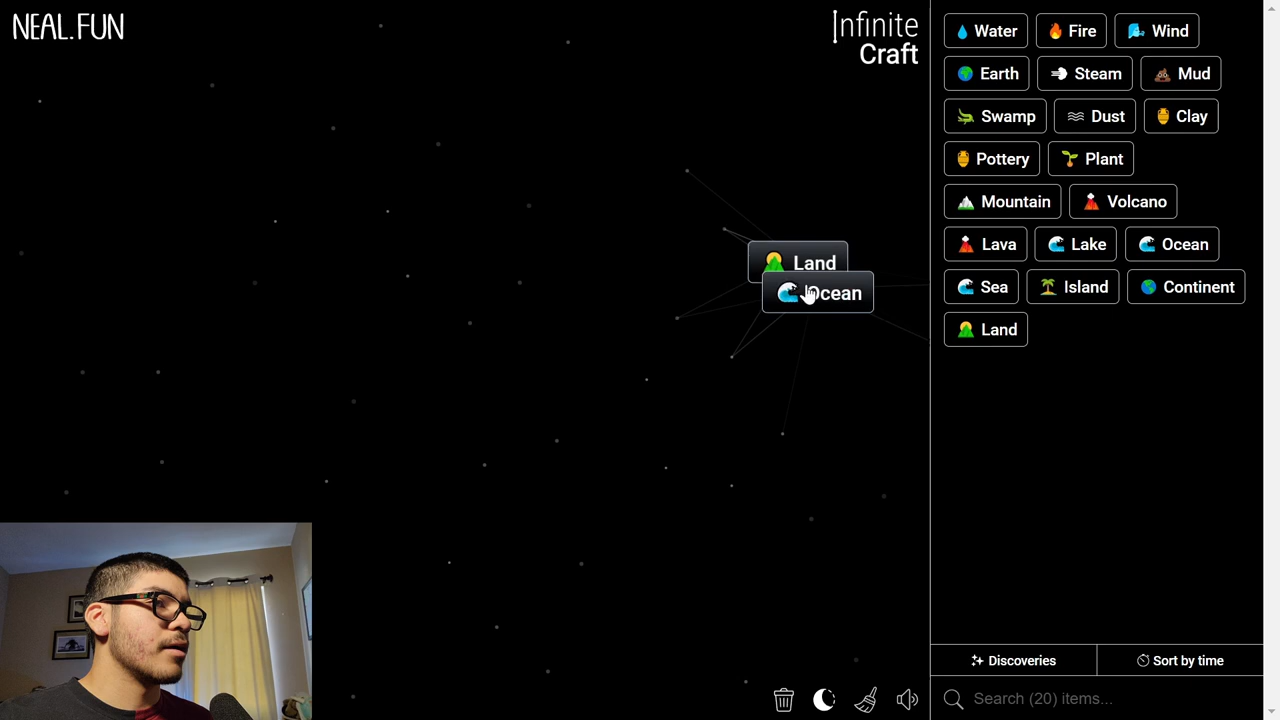 NEAL.FUN
Infinite
Craft
Land
Ocean
Water
Fire
Wind
Earth
Steam
Mud
Swamp
Dust
Clay
Pottery
Plant
Mountain
Volcano
Lava
Lake
Ocean
Sea
Island
Continent
Land
Discoveries
Sort by time
Search (20) items...